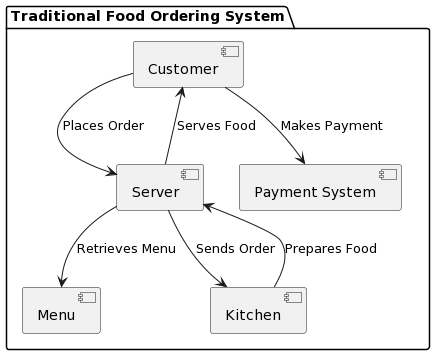 Traditional Food Ordering System
Customer
Places Order
Serves Food
Makes Payment
Server
Payment System
Retrieves Menu
Sends Order
Prepares Food
Menu
Kitchen